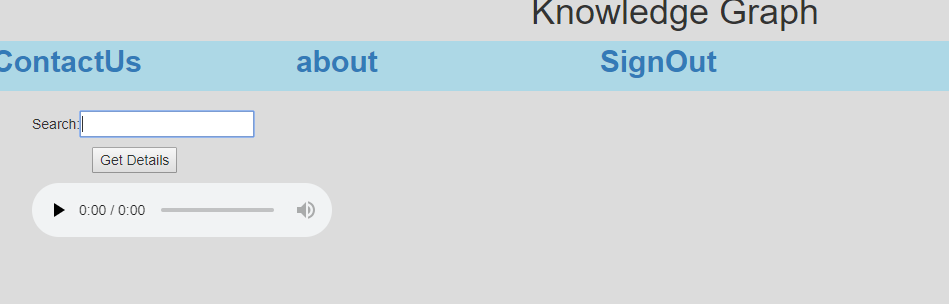 Knowledge Graph
ContactUs about SignOut
Search:
Get Details
0:00 / 0:00